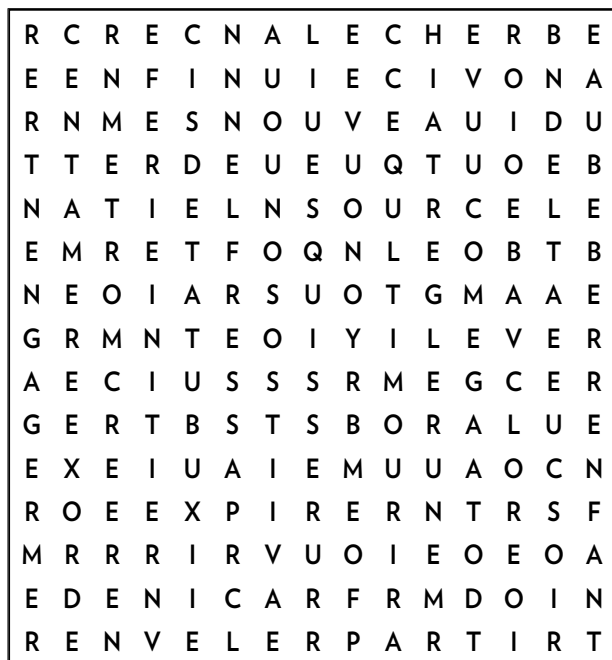 R C R E C N A L E C H E R B E
E E N F I N U I E C I V O N A
R N M E S N O U V E A U I D U
T T E R D E U E U Q T U O E B
N A T I E L N S O U R C E L E
E M R E T F O Q N L E O B T B
N E O I A R S U O T G M A A E
G R M N T E O I Y I L E V E R
A E C I U S S S R M E G C E R
G E R T B S T S B O R A L U E
E X E I U A I E M U U A O C N
R O E E X P I R E R N T R S F
M R R R I R V U O I E O E O A
E D E N I C A R F R M D O I N
R E N V E L E R P A R T I R T